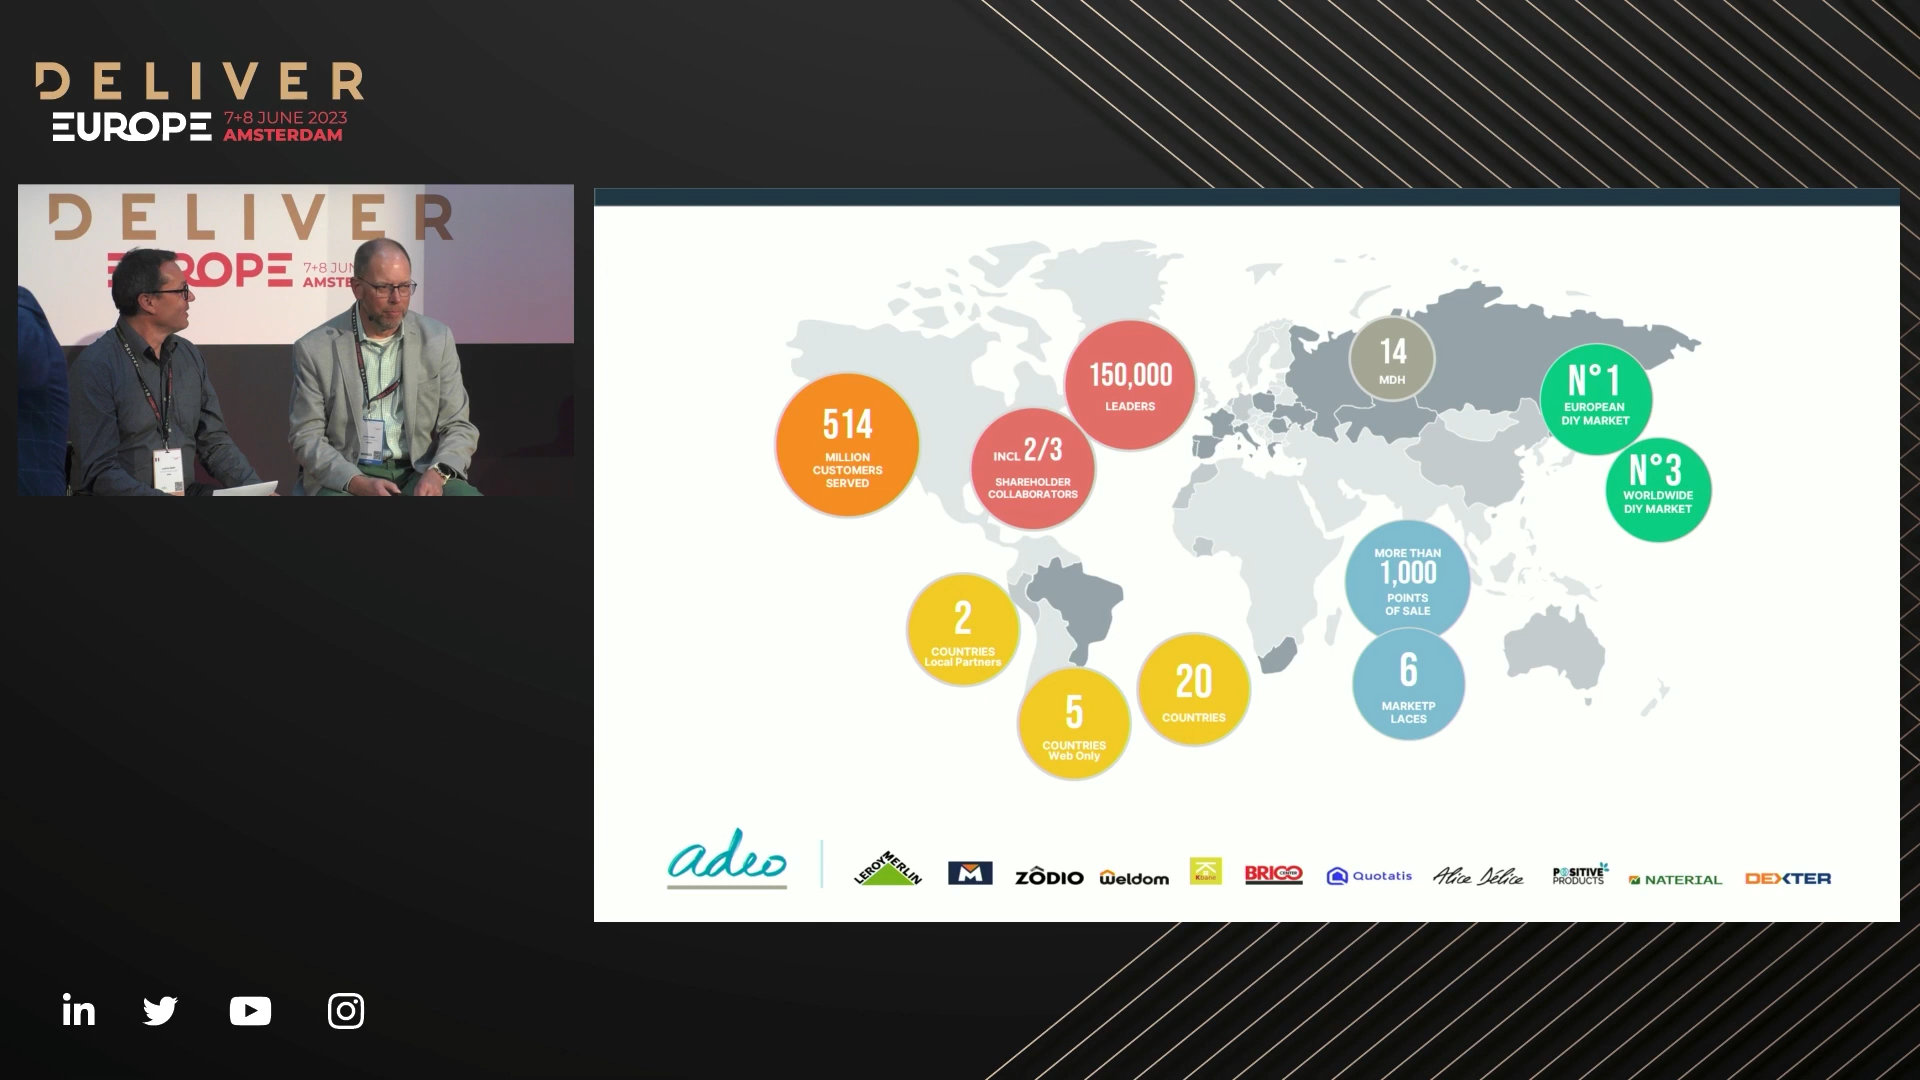 DELIVER
EUROPE 7+8 JUNE 2023
AMSTERDAM
DELIVER
7+8 JUN
AMSTE
514
MILLION
CUSTOMERS
SERVED
150,000
LEADERS
INCL 2/3
SHAREHOLDER
COLLABORATORS
14
MDH
N°1
EUROPEAN
DIY MARKET
N°3
WORLDWIDE
DIY MARKET
MORE THAN
1,000
POINTS
OF SALE
6
MARKETP
LACES
2
COUNTRIES
Local Partners
5
COUNTRIES
Web Only
20
COUNTRIES
adeo
LEROY MERLIN
M
ZÔDIO
weldom
Kbane
BRICO
CENTER
Quotatis
Alice Délice
POSITIVE
PRODUCTS
NATERIAL
DEXTER
in